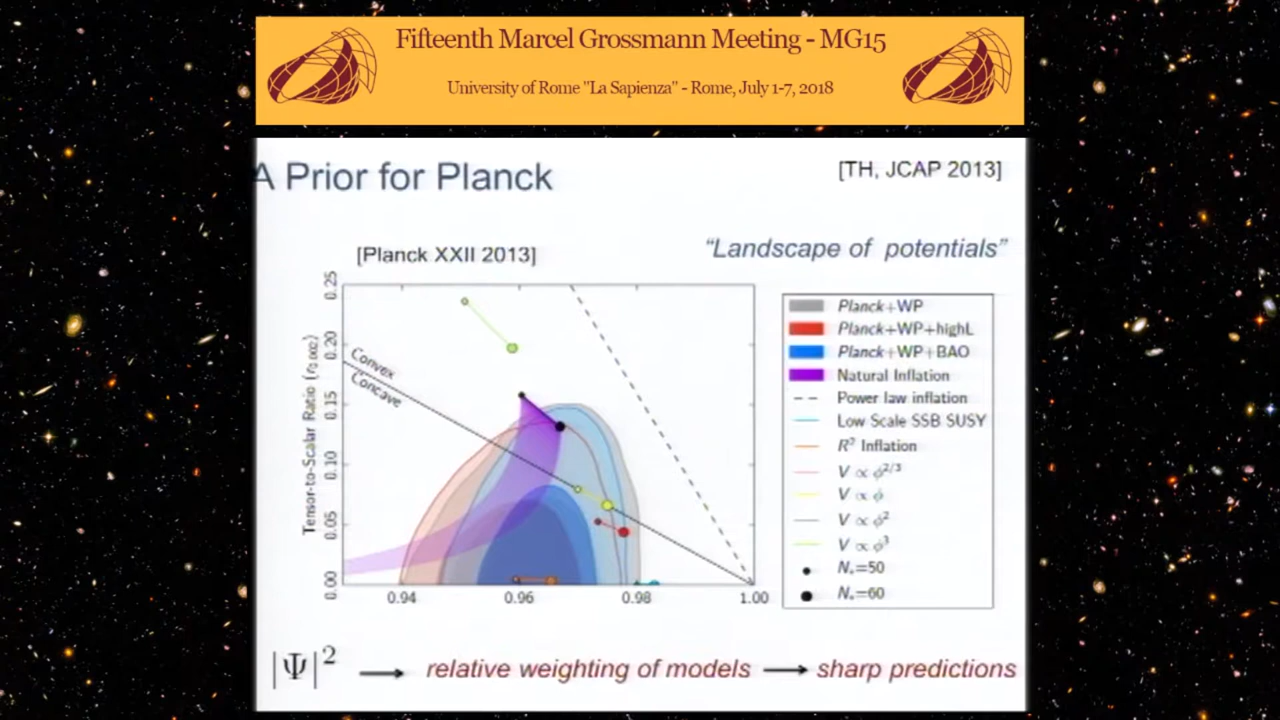 Fifteenth Marcel Grossmann Meeting - MG15
University of Rome "La Sapienza" - Rome, July 1-7, 2018
A Prior for Planck
[TH, JCAP 2013]
"Landscape of potentials"
[Planck XXII 2013]
Tensor-to-Scalar Ratio (r0.002)
0.25
0.20
0.15
0.10
0.05
0.00
Convex
Concave
0.94
0.96
0.98
1.00
Planck+WP
Planck+WP+highL
Planck+WP+BAO
Natural Inflation
Power law inflation
Low Scale SSB SUSY
R² Inflation
V ∝ φ^2/3
V ∝ φ
V ∝ φ²
V ∝ φ³
N*=50
N*=60
|Ψ|² → relative weighting of models → sharp predictions